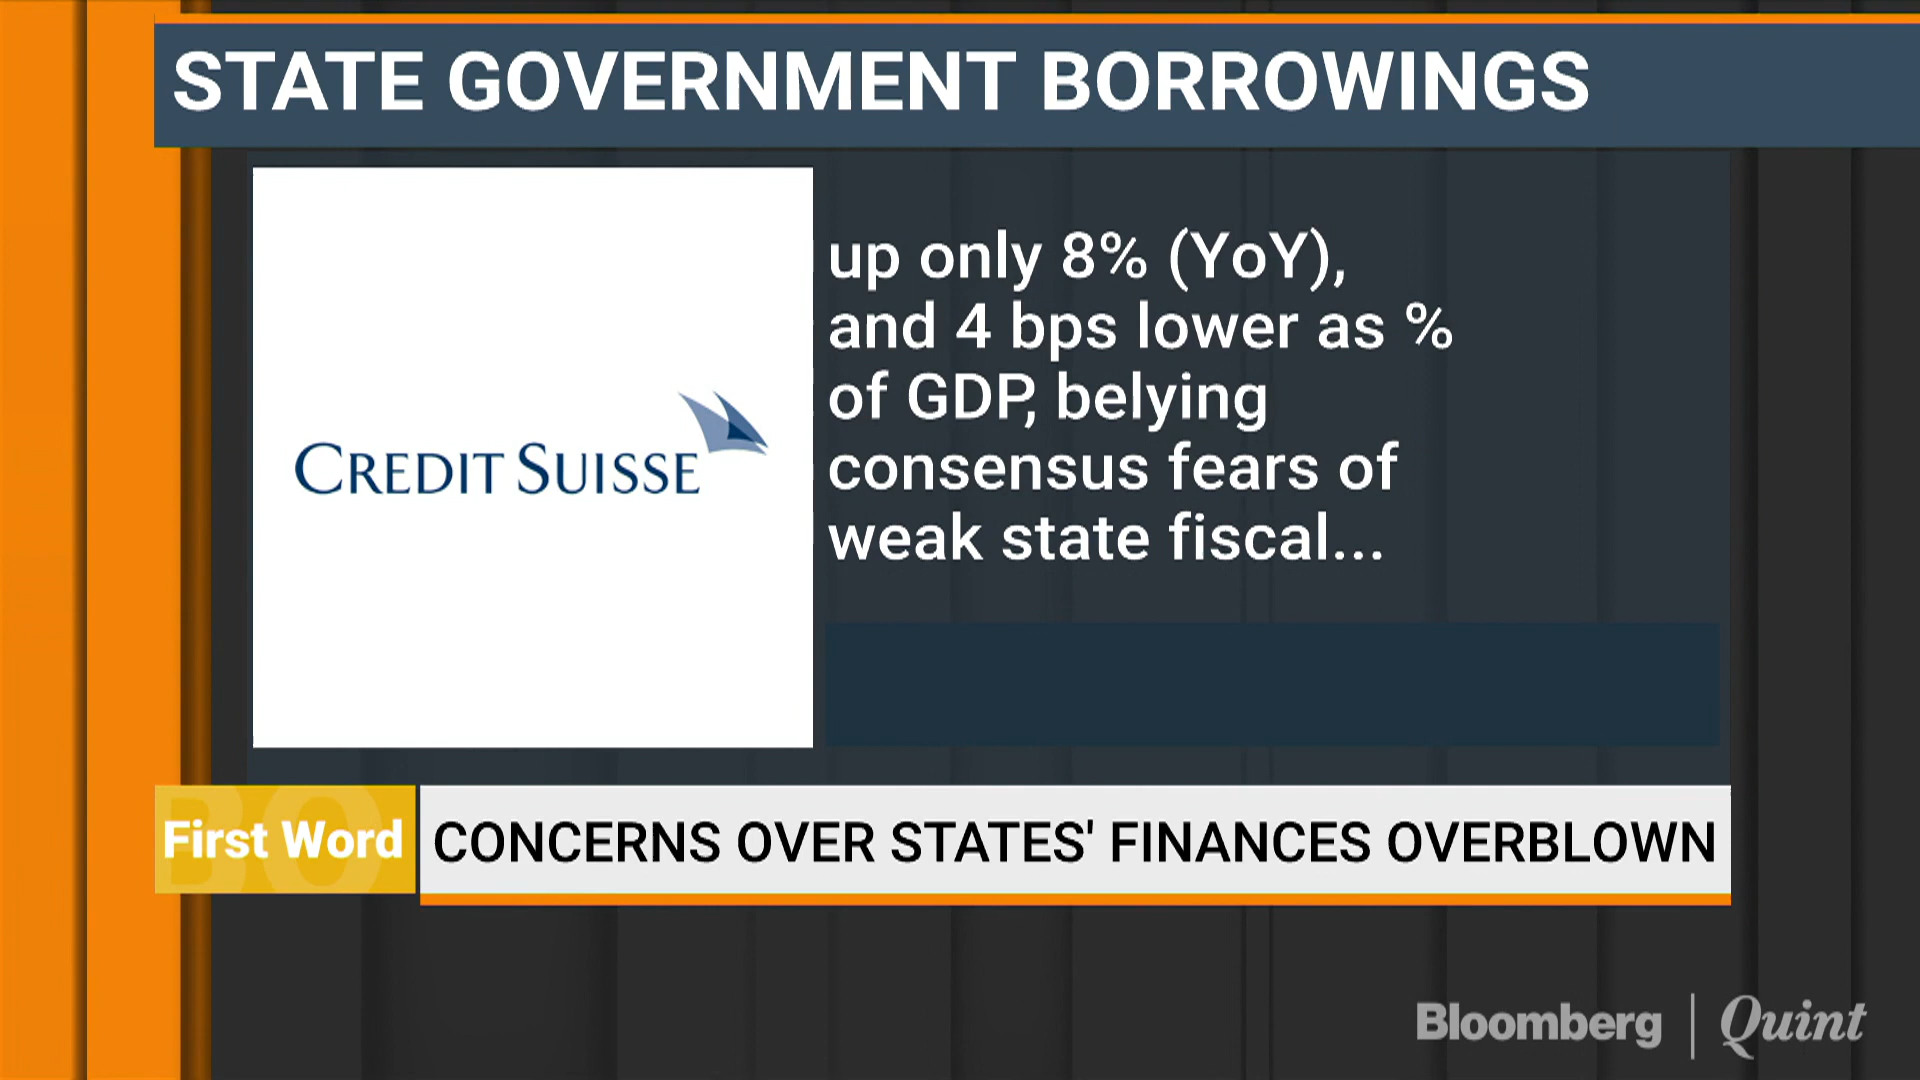 STATE GOVERNMENT BORROWINGS
CREDIT SUISSE
up only 8% (YoY),
and 4 bps lower as %
of GDP, belying
consensus fears of
weak state fiscal...
First Word
CONCERNS OVER STATES' FINANCES OVERBLOWN
Bloomberg | Quint